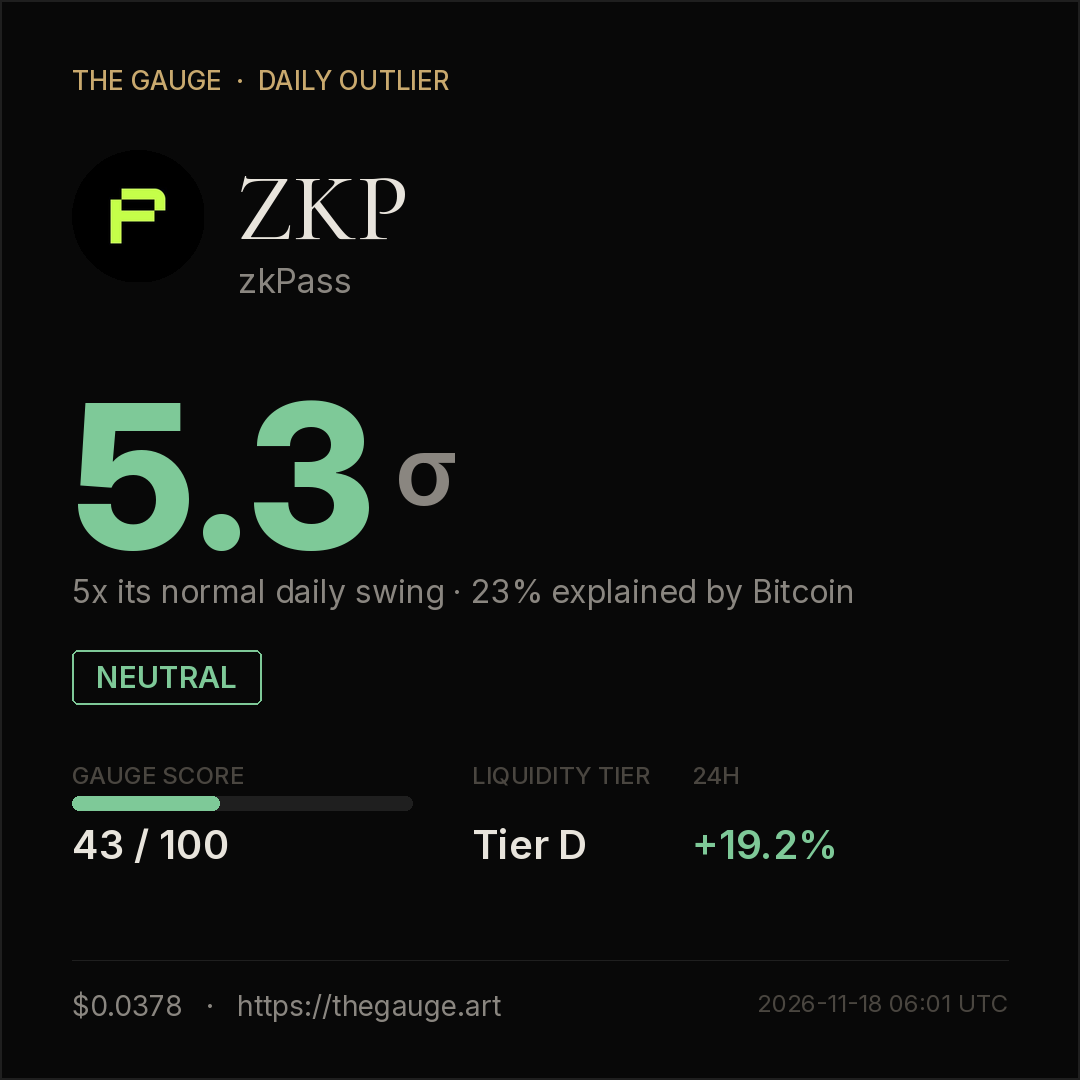 THE GAUGE · DAILY OUTLIER
ZKP
zkPass
5.3 σ
5x its normal daily swing · 23% explained by Bitcoin
NEUTRAL
GAUGE SCORE LIQUIDITY TIER 24H
43 / 100 Tier D +19.2%
$0.0378 · https://thegauge.art 2026-11-18 06:01 UTC